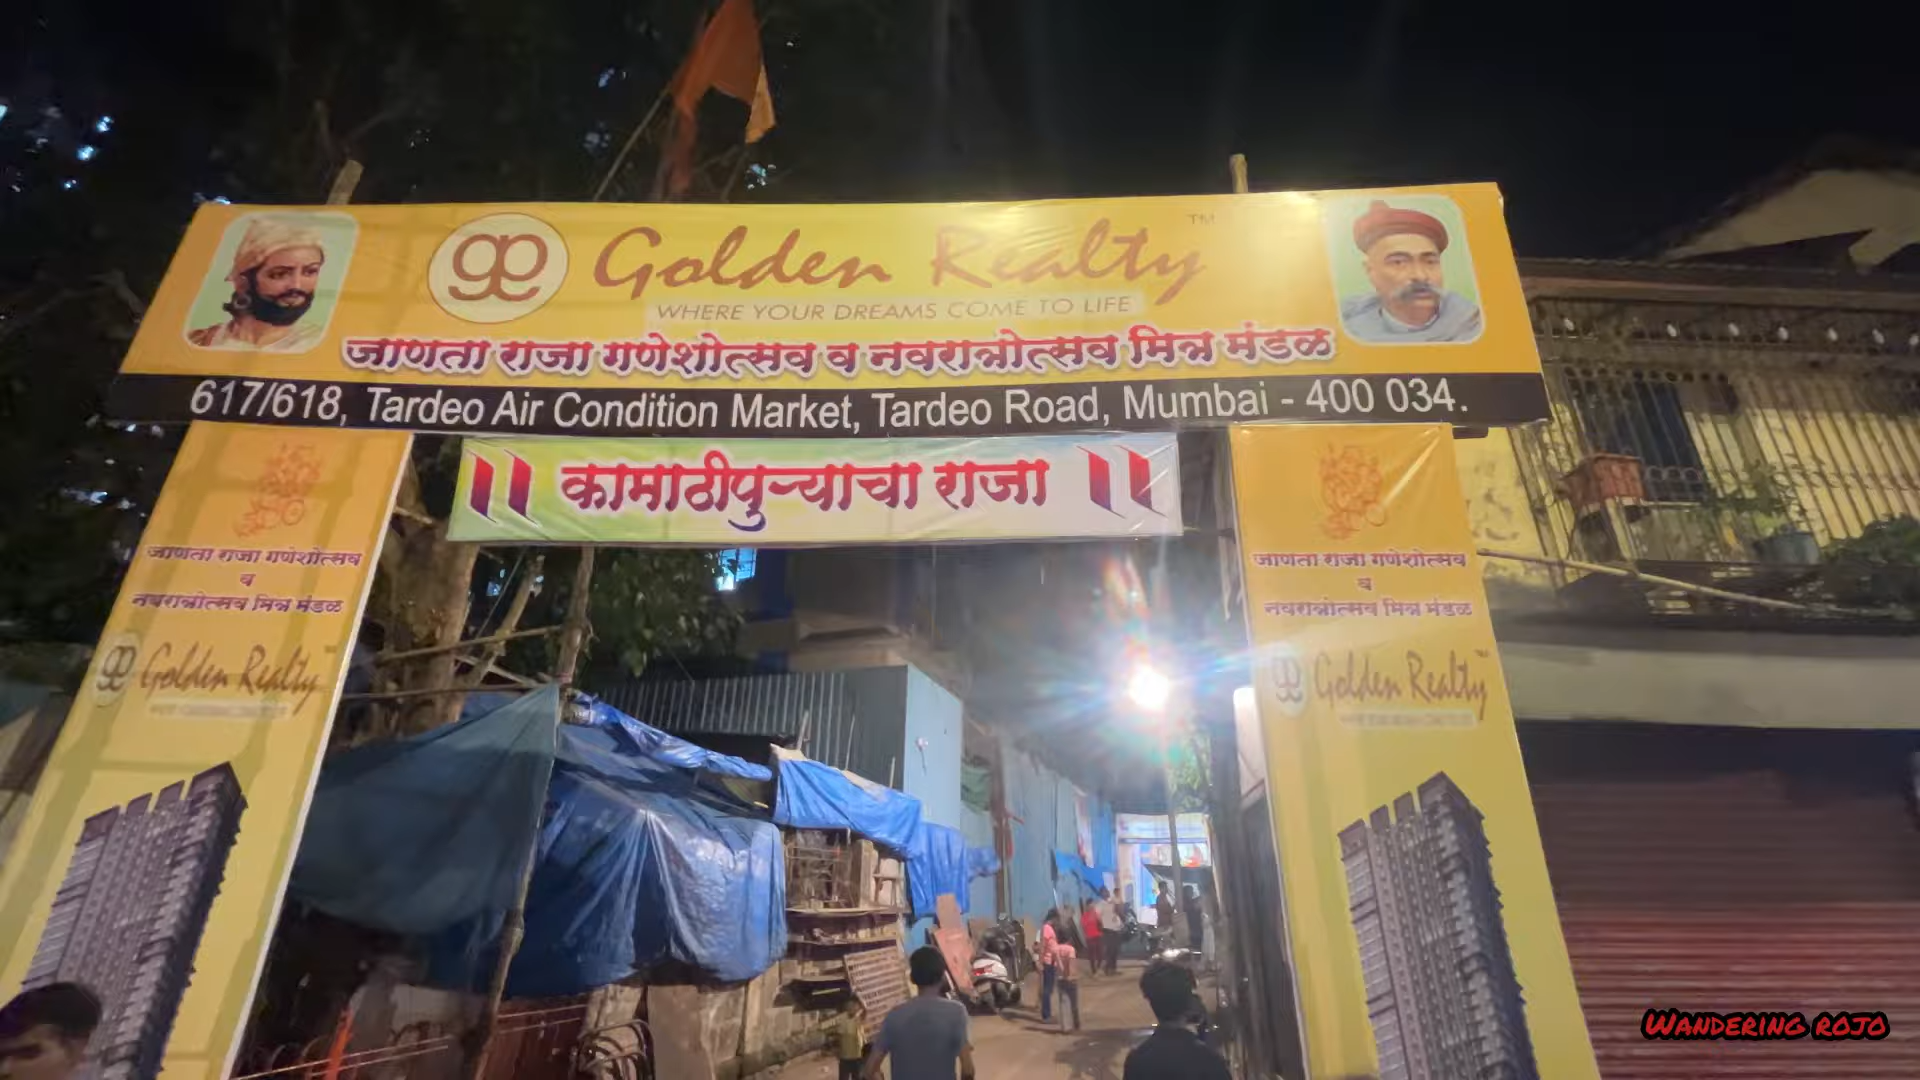 Golden Realty TM
WHERE YOUR DREAMS COME TO LIFE
जाणता राजा गणेशोत्सव व नवरात्रोत्सव मित्र मंडळ
617/618, Tardeo Air Condition Market, Tardeo Road, Mumbai - 400 034.
|| कामाठीपुऱ्याचा राजा ||
जाणता राजा गणेशोत्सव
व
नवरात्रोत्सव मित्र मंडळ
Golden Realty
जाणता राजा गणेशोत्सव
व
नवरात्रोत्सव मित्र मंडळ
Golden Realty
WANDERING ROJO